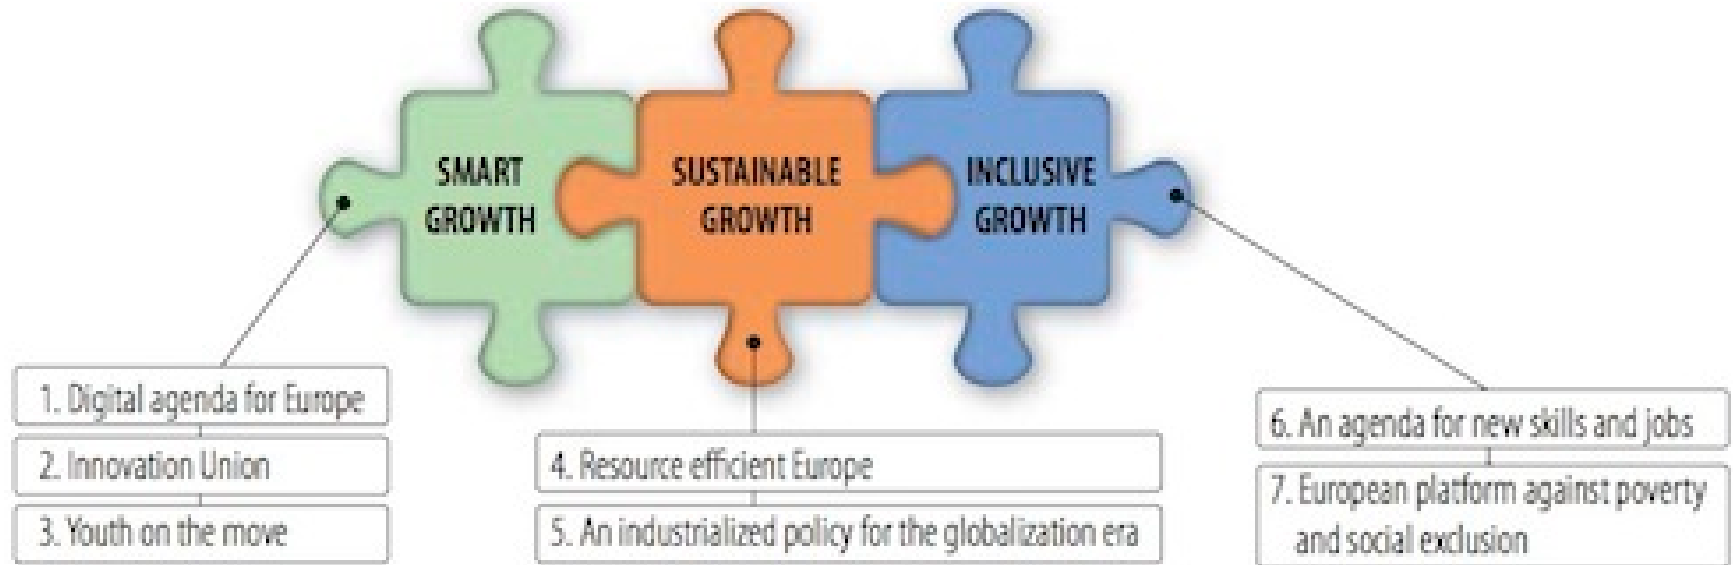 SMART
GROWTH
SUSTAINABLE
GROWTH
INCLUSIVE
GROWTH
1. Digital agenda for Europe
2. Innovation Union
3. Youth on the move
4. Resource efficient Europe
5. An industrialized policy for the globalization era
6. An agenda for new skills and jobs
7. European platform against poverty
and social exclusion